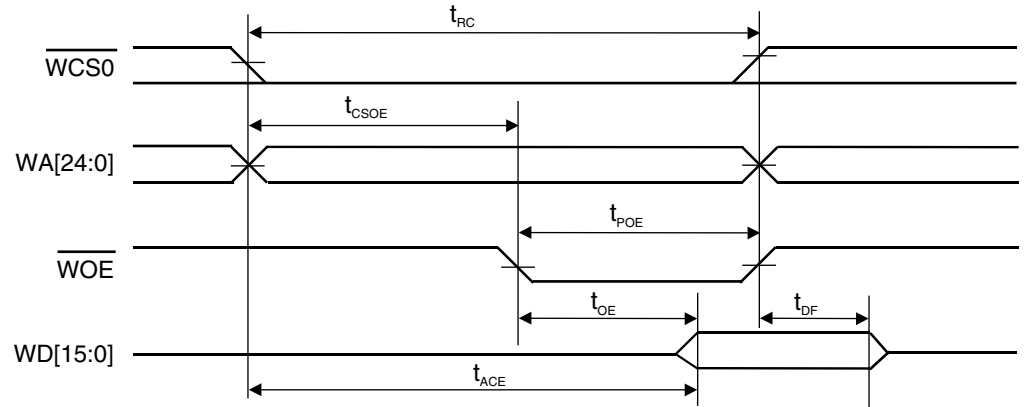 tRC
WCS0
tCSOE
WA[24:0]
tPOE
WOE
tOE
tDF
WD[15:0]
tACE